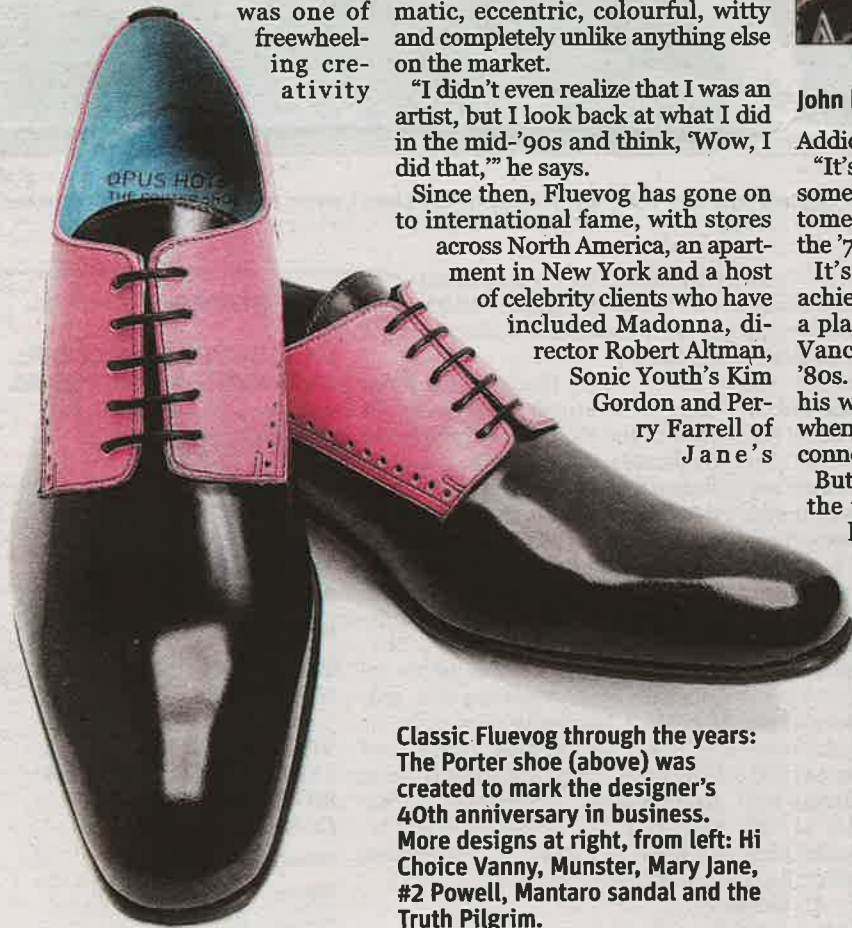 was one of
freewheel-
ing cre-
ativity
matic, eccentric, colourful, witty
and completely unlike anything else
on the market.
"I didn't even realize that I was an
artist, but I look back at what I did
in the mid-'90s and think, 'Wow, I
did that,'" he says.
Since then, Fluevog has gone on
to international fame, with stores
across North America, an apart-
ment in New York and a host
of celebrity clients who have
included Madonna, di-
rector Robert Altman,
Sonic Youth's Kim
Gordon and Per-
ry Farrell of
Jane's
OPUS
THE
Classic Fluevog through the years:
The Porter shoe (above) was
created to mark the designer's
40th anniversary in business.
More designs at right, from left: Hi
Choice Vanny, Munster, Mary Jane,
#2 Powell, Mantaro sandal and the
Truth Pilgrim.
John
"It's
some
the
It's
a
'80s.
his
when
But
the